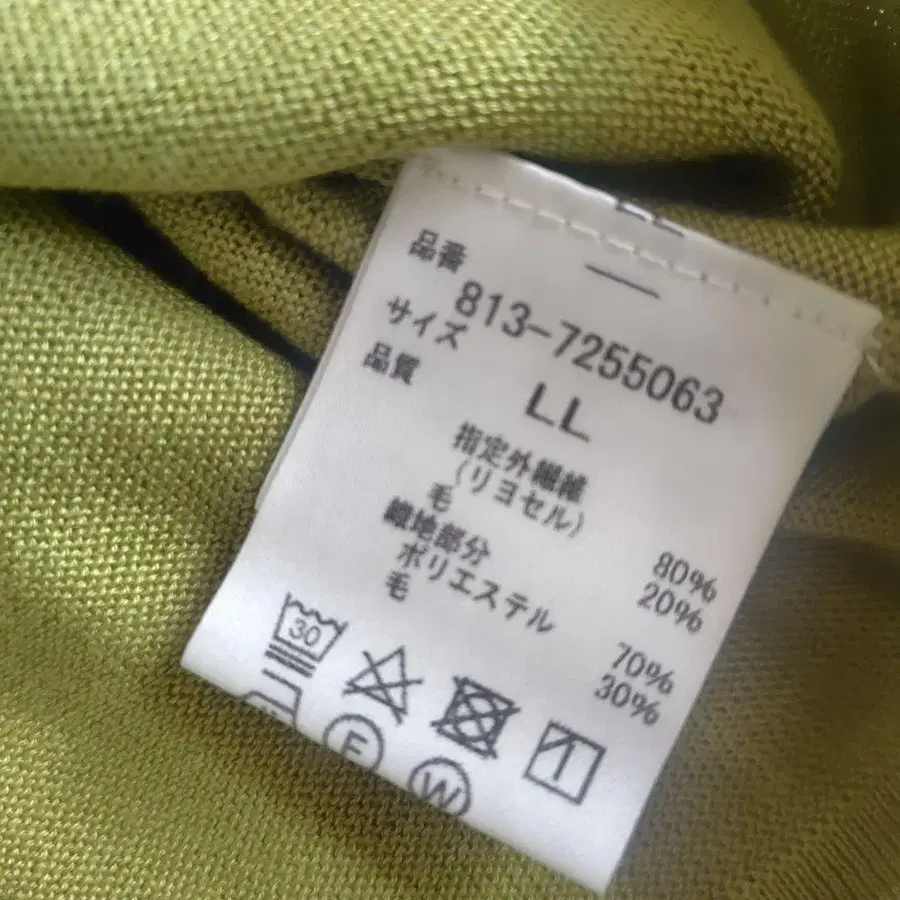 品番
813-7255063
サイズ
LL
品質
指定外繊維
(リヨセル) 80%
毛 20%
織地部分
ポリエステル 70%
毛 30%
30
F
W